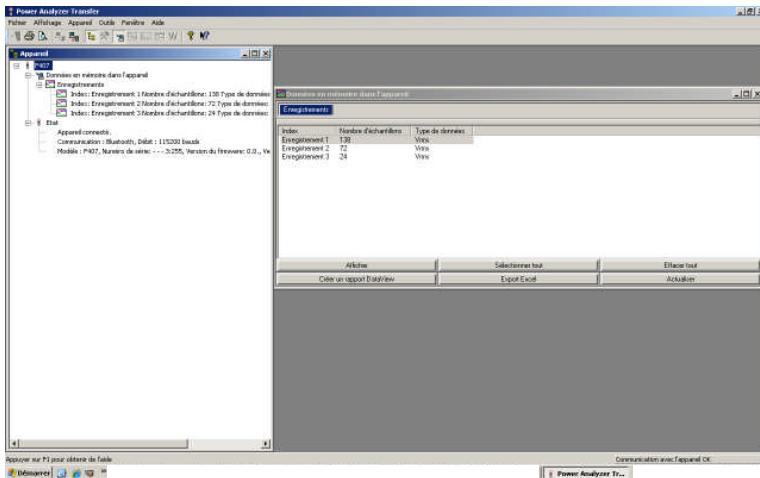 Power Analyzer Transfer
Fichier Affichage Appareil Outils Fenêtre Aide
Appareil
F407
Données en mémoire dans l'appareil
Enregistrements
Index: Enregistrement 1 Nombre d'échantillons: 138 Type de données
Index: Enregistrement 2 Nombre d'échantillons: 72 Type de données:
Index: Enregistrement 3 Nombre d'échantillons: 24 Type de données:
Etat
Appareil connecté.
Communication : Bluetooth, Débit : 115200 bauds
Modèle : F407, Numéro de série: - - - 3:255, Version du firmware: 0.0., Ve
Données en mémoire dans l'appareil
Enregistrements
Index Nombre d'échantillons Type de données
Enregistrement 1 138 Vrms
Enregistrement 2 72 Vrms
Enregistrement 3 24 Vrms
Afficher Sélectionner tout Effacer tout
Créer un rapport DataView Export Excel Actualiser
Appuyer sur F1 pour obtenir de l'aide Communication avec l'appareil OK
Démarrer Power Analyzer Tr...